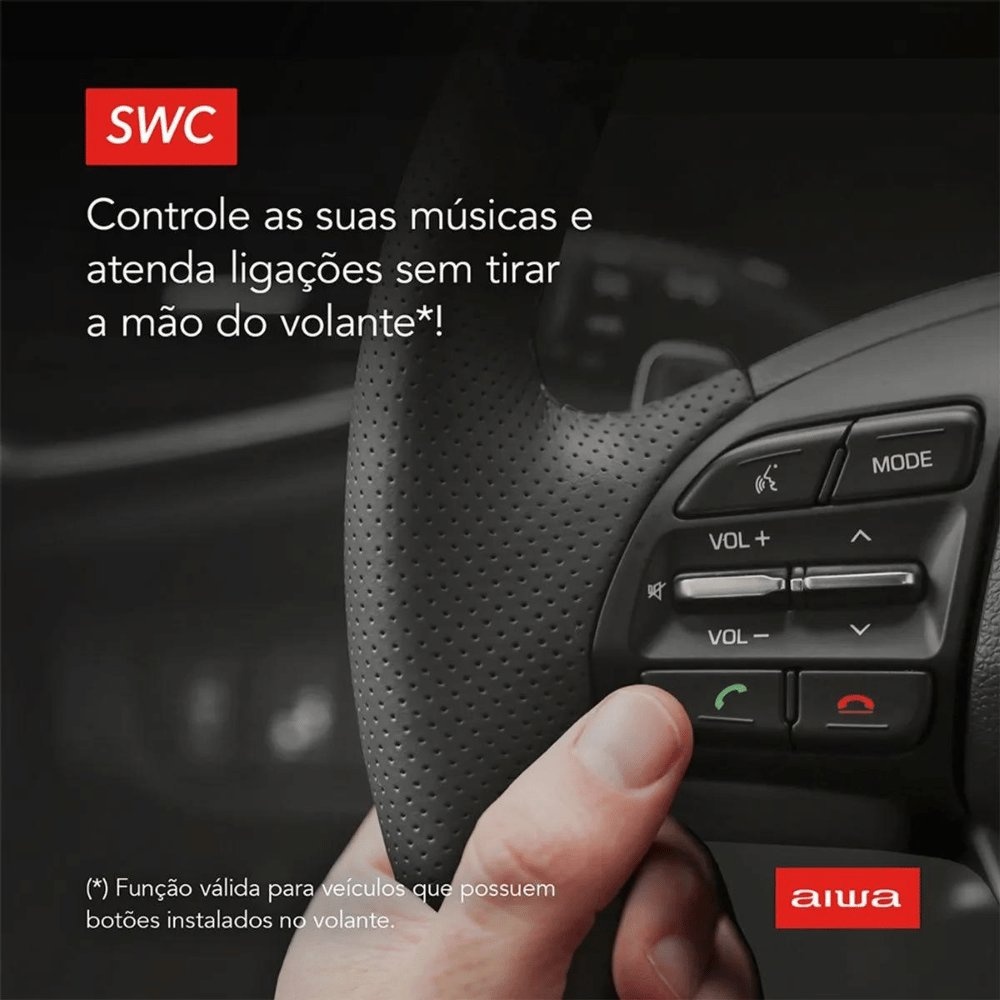 SWC
Controle as suas músicas e
atenda ligações sem tirar
a mão do volante*!
MODE
VOL +
VOL −
(*) Função válida para veículos que possuem
botões instalados no volante.
aiwa